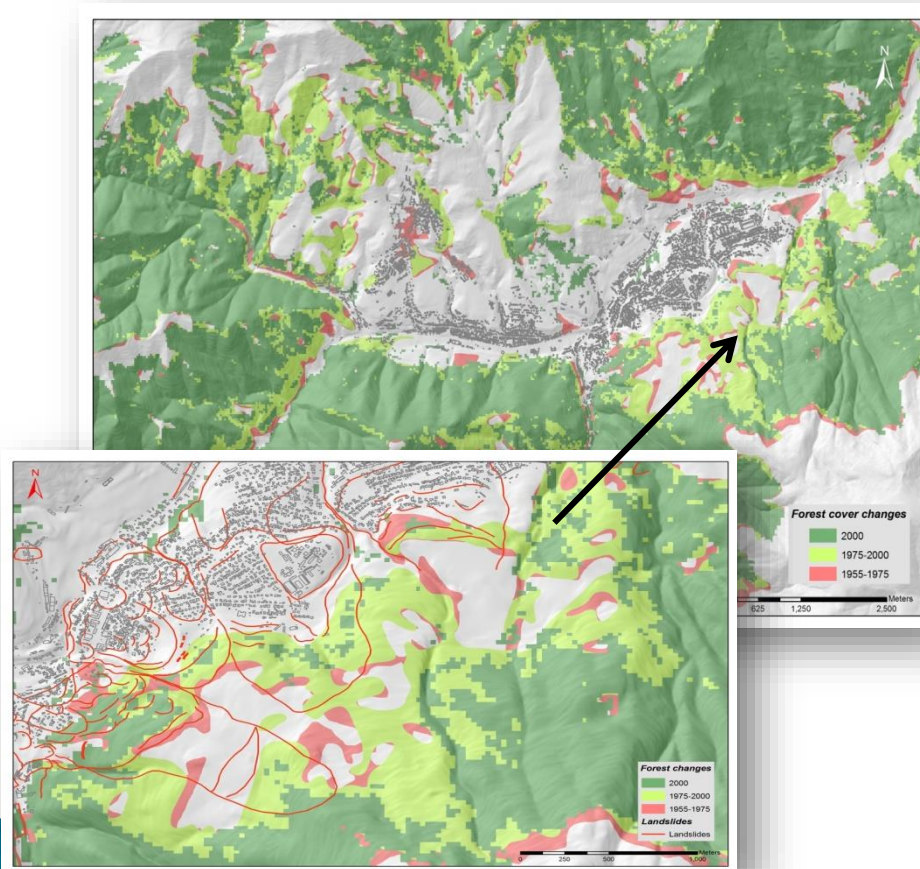 N
Forest cover changes
2000
1975-2000
1955-1975
Meters
625 1,250 2,500
N
Forest changes
2000
1975-2000
1955-1975
Landslides
Landslides
Meters
0 250 500 1,000